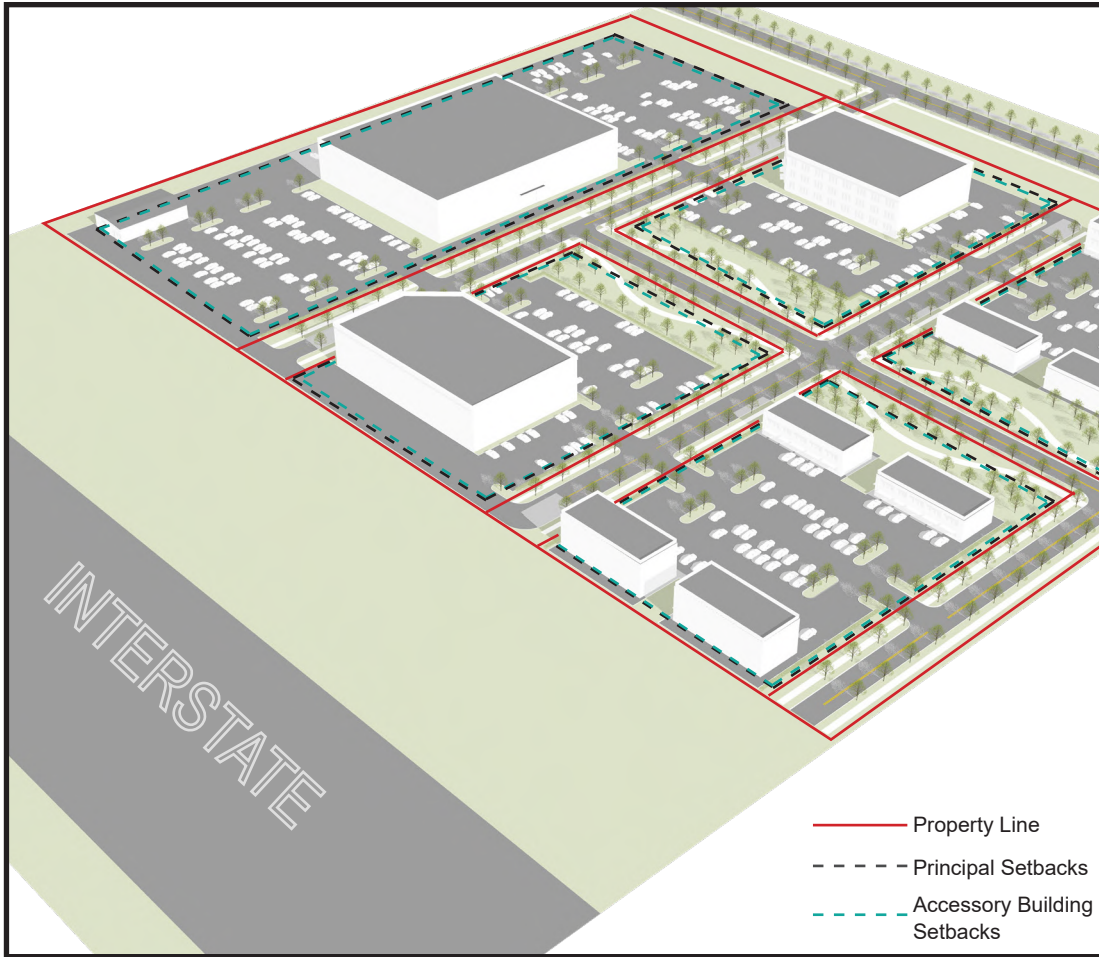 INTERSTATE
Property Line
Principal Setbacks
Accessory Building
Setbacks